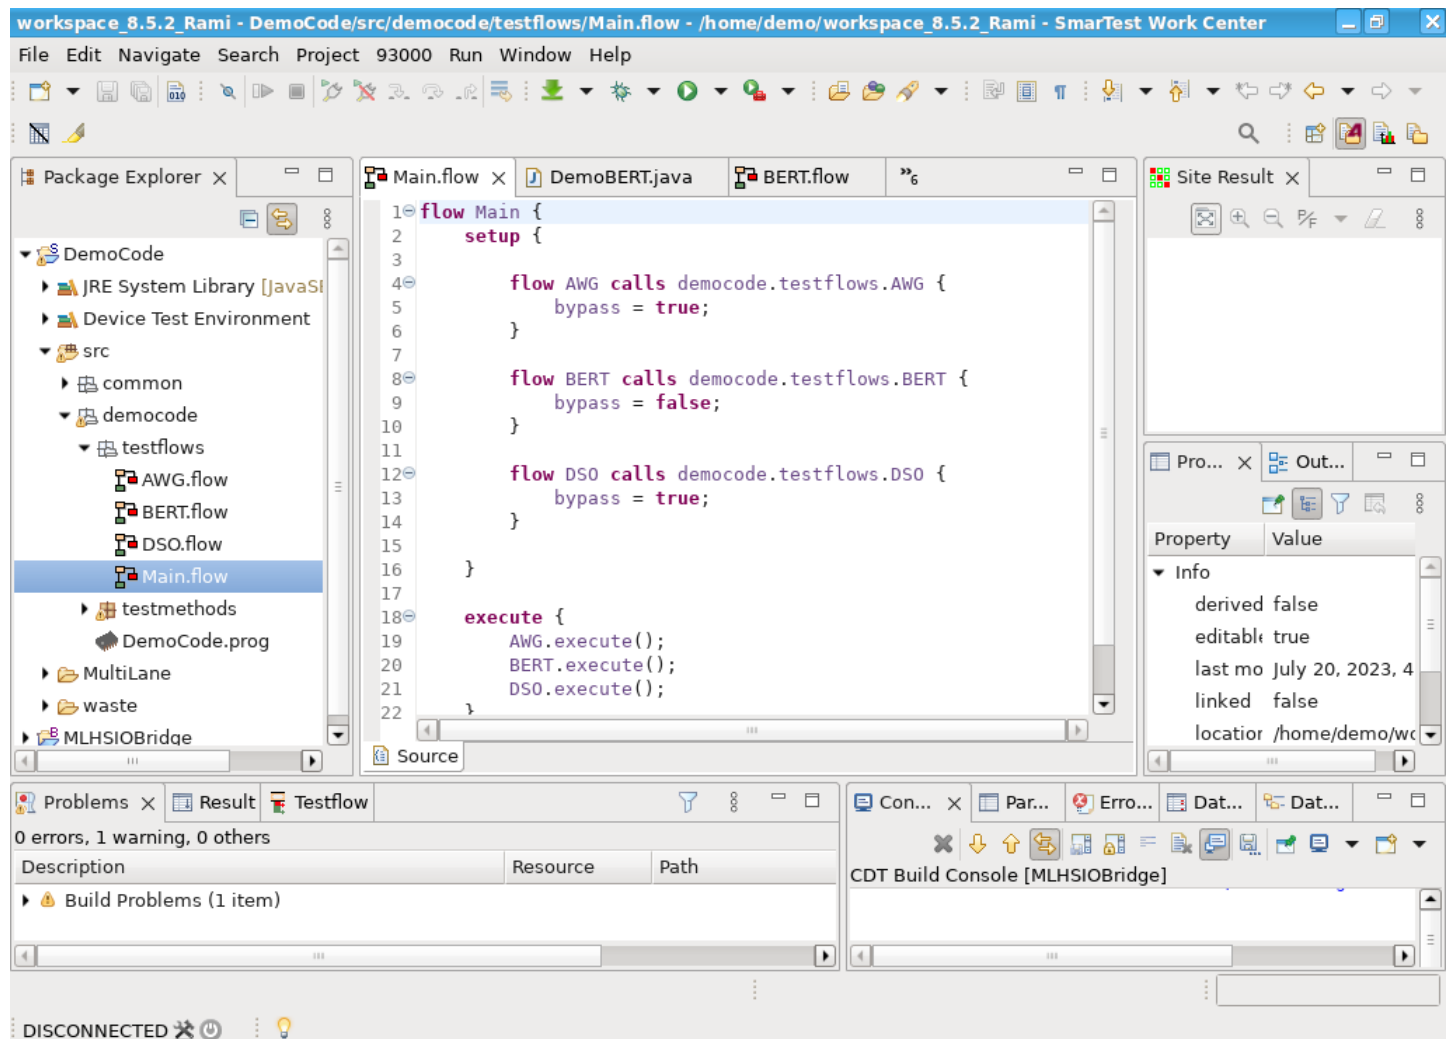 workspace_8.5.2_Rami - DemoCode/src/democode/testflows/Main.flow - /home/demo/workspace_8.5.2_Rami - SmarTest Work Center
File Edit Navigate Search Project 93000 Run Window Help
Package Explorer
DemoCode
JRE System Library [JavaSE
Device Test Environment
src
common
democode
testflows
AWG.flow
BERT.flow
DSO.flow
Main.flow
testmethods
DemoCode.prog
MultiLane
waste
MLHSIOBridge
Main.flow DemoBERT.java BERT.flow »6
1 flow Main {
2 setup {
3
4 flow AWG calls democode.testflows.AWG {
5 bypass = true;
6 }
7
8 flow BERT calls democode.testflows.BERT {
9 bypass = false;
10 }
11
12 flow DSO calls democode.testflows.DSO {
13 bypass = true;
14 }
15
16 }
17
18 execute {
19 AWG.execute();
20 BERT.execute();
21 DSO.execute();
22 }
Source
Site Result
P/F
Pro... Out...
Property Value
Info
derived false
editable true
last mo July 20, 2023, 4
linked false
location /home/demo/wo
Problems Result Testflow
0 errors, 1 warning, 0 others
Description Resource Path
Build Problems (1 item)
Con... Par... Erro... Dat... Dat...
CDT Build Console [MLHSIOBridge]
DISCONNECTED